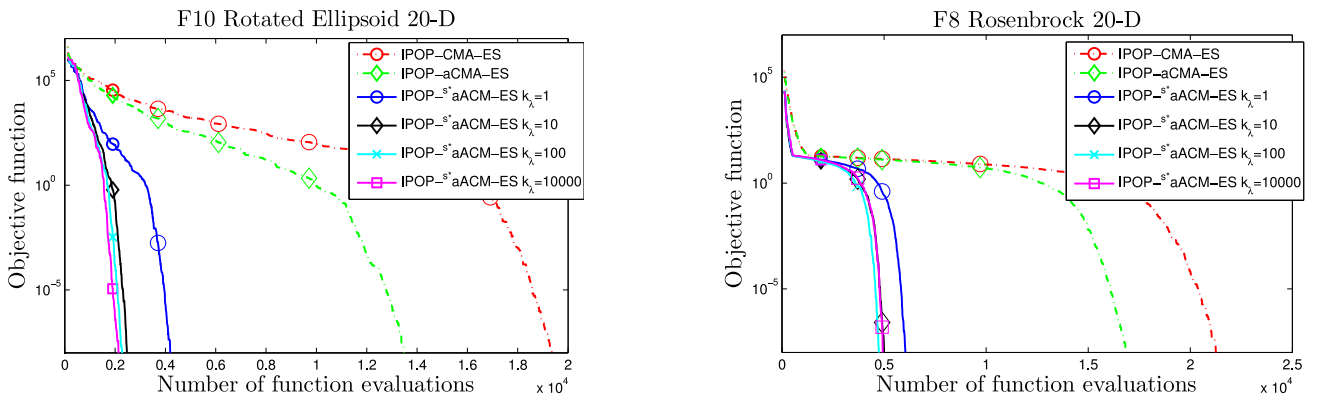 F10 Rotated Ellipsoid 20-D
Objective function
10^5
10^0
10^-5
IPOP-CMA-ES
IPOP-aCMA-ES
IPOP-s*aACM-ES kλ=1
IPOP-s*aACM-ES kλ=10
IPOP-s*aACM-ES kλ=100
IPOP-s*aACM-ES kλ=10000
0 0.2 0.4 0.6 0.8 1 1.2 1.4 1.6 1.8 2
x 10^4
Number of function evaluations
F8 Rosenbrock 20-D
Objective function
10^5
10^0
10^-5
IPOP-CMA-ES
IPOP-aCMA-ES
IPOP-s*aACM-ES kλ=1
IPOP-s*aACM-ES kλ=10
IPOP-s*aACM-ES kλ=100
IPOP-s*aACM-ES kλ=10000
0 0.5 1 1.5 2 2.5
x 10^4
Number of function evaluations